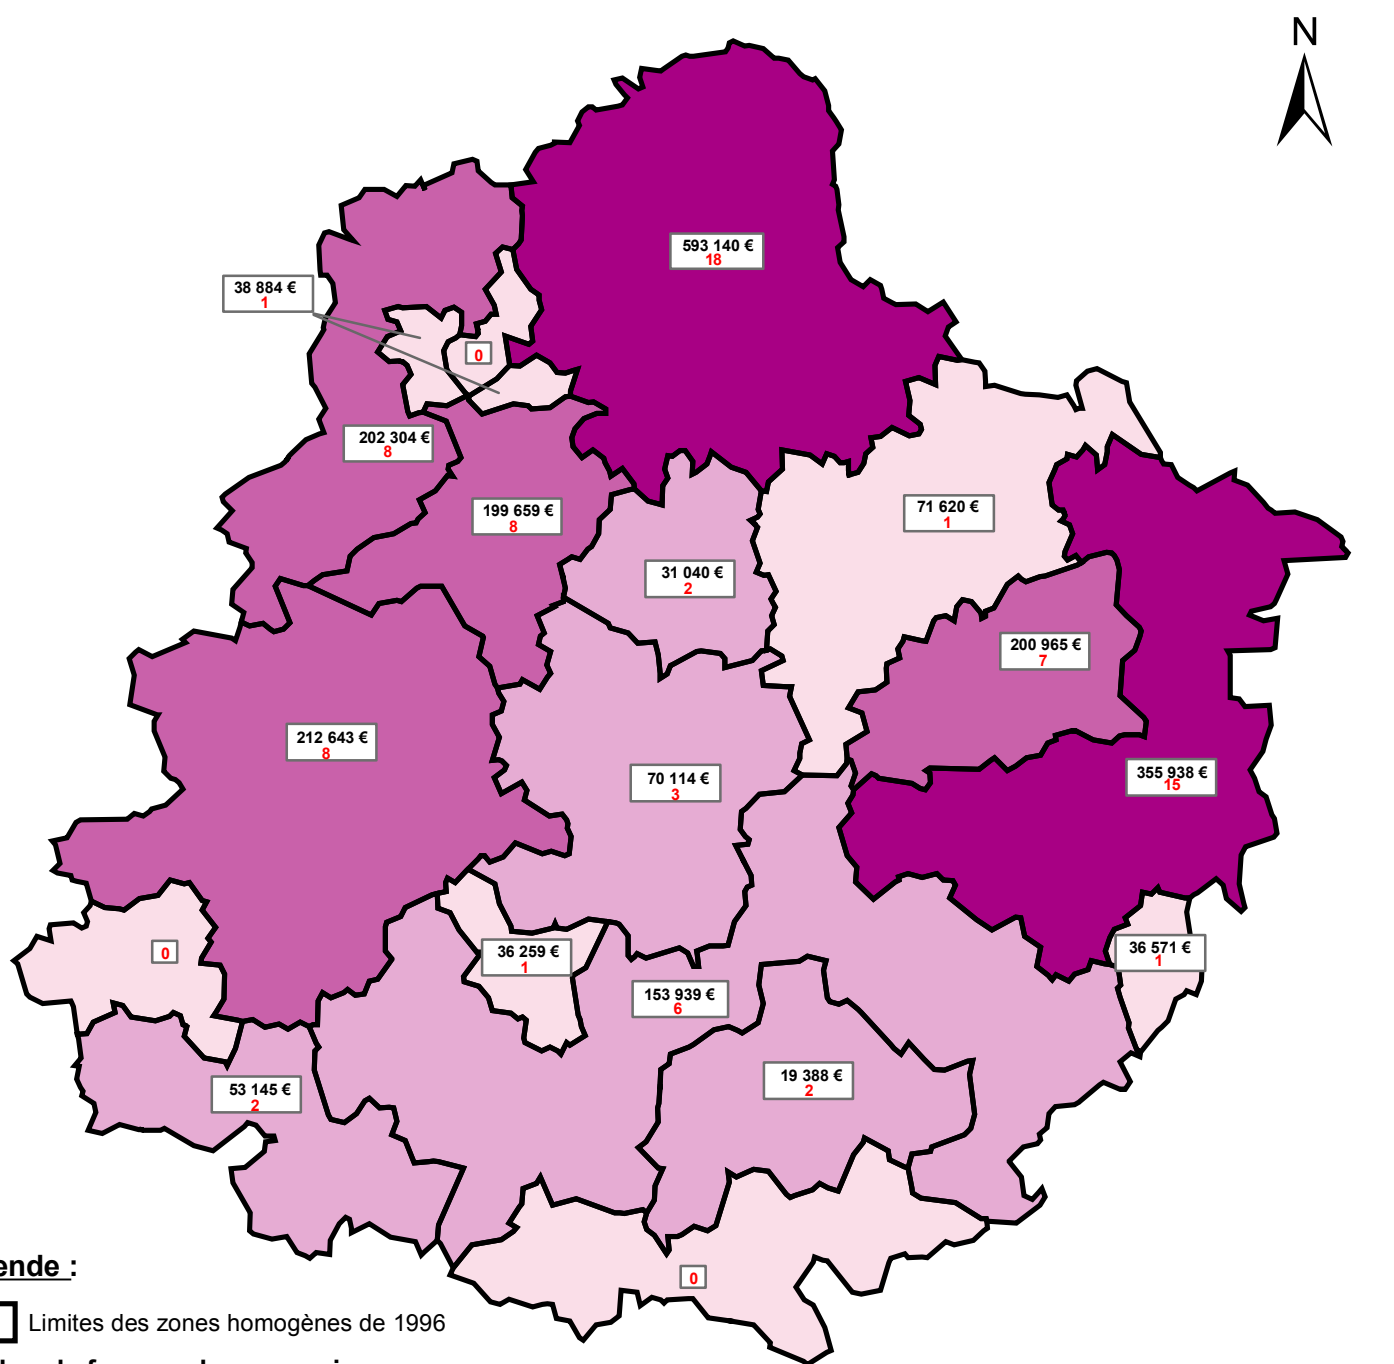 N
593 140 €
18
38 884 €
1
0
202 304 €
8
199 659 €
8
71 620 €
1
31 040 €
2
200 965 €
7
212 643 €
8
70 114 €
3
355 938 €
15
0
36 259 €
1
36 571 €
1
153 939 €
6
53 145 €
2
19 388 €
2
0
ende :
Limites des zones homogènes de 1996